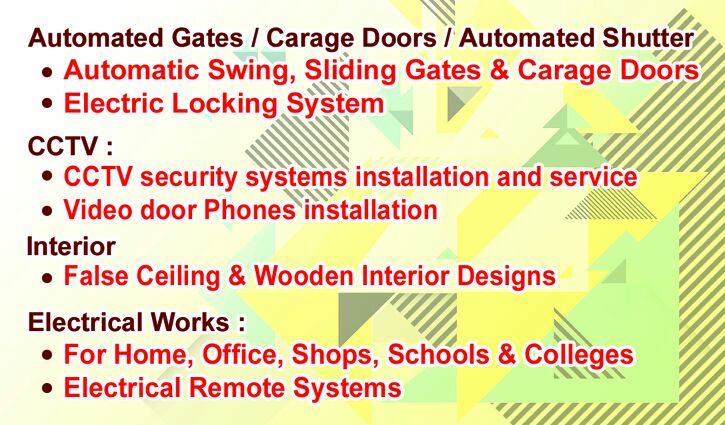 Automated Gates / Carage Doors / Automated Shutter
• Automatic Swing, Sliding Gates & Carage Doors
• Electric Locking System
CCTV :
• CCTV security systems installation and service
• Video door Phones installation
Interior
• False Ceiling & Wooden Interior Designs
Electrical Works :
• For Home, Office, Shops, Schools & Colleges
• Electrical Remote Systems